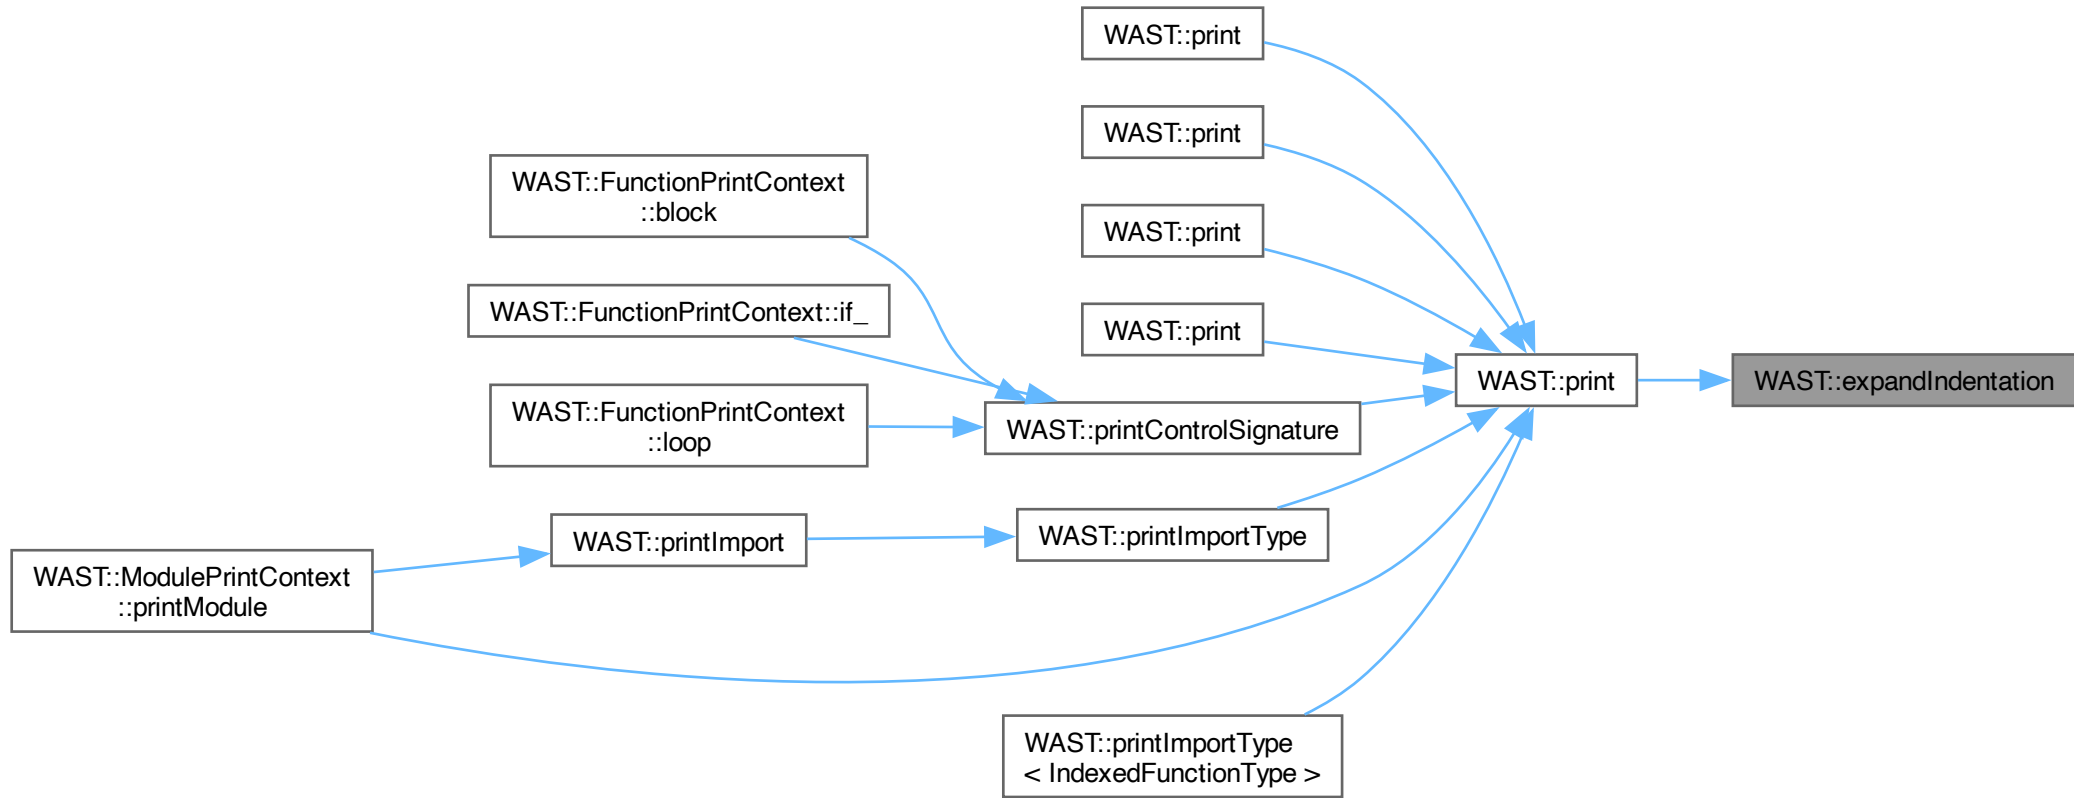 WAST::print
WAST::print
WAST::FunctionPrintContext
::block
WAST::print
WAST::FunctionPrintContext::if_
WAST::print
WAST::print
WAST::expandIndentation
WAST::FunctionPrintContext
::loop
WAST::printControlSignature
WAST::printImport
WAST::printImportType
WAST::ModulePrintContext
::printModule
WAST::printImportType
< IndexedFunctionType >